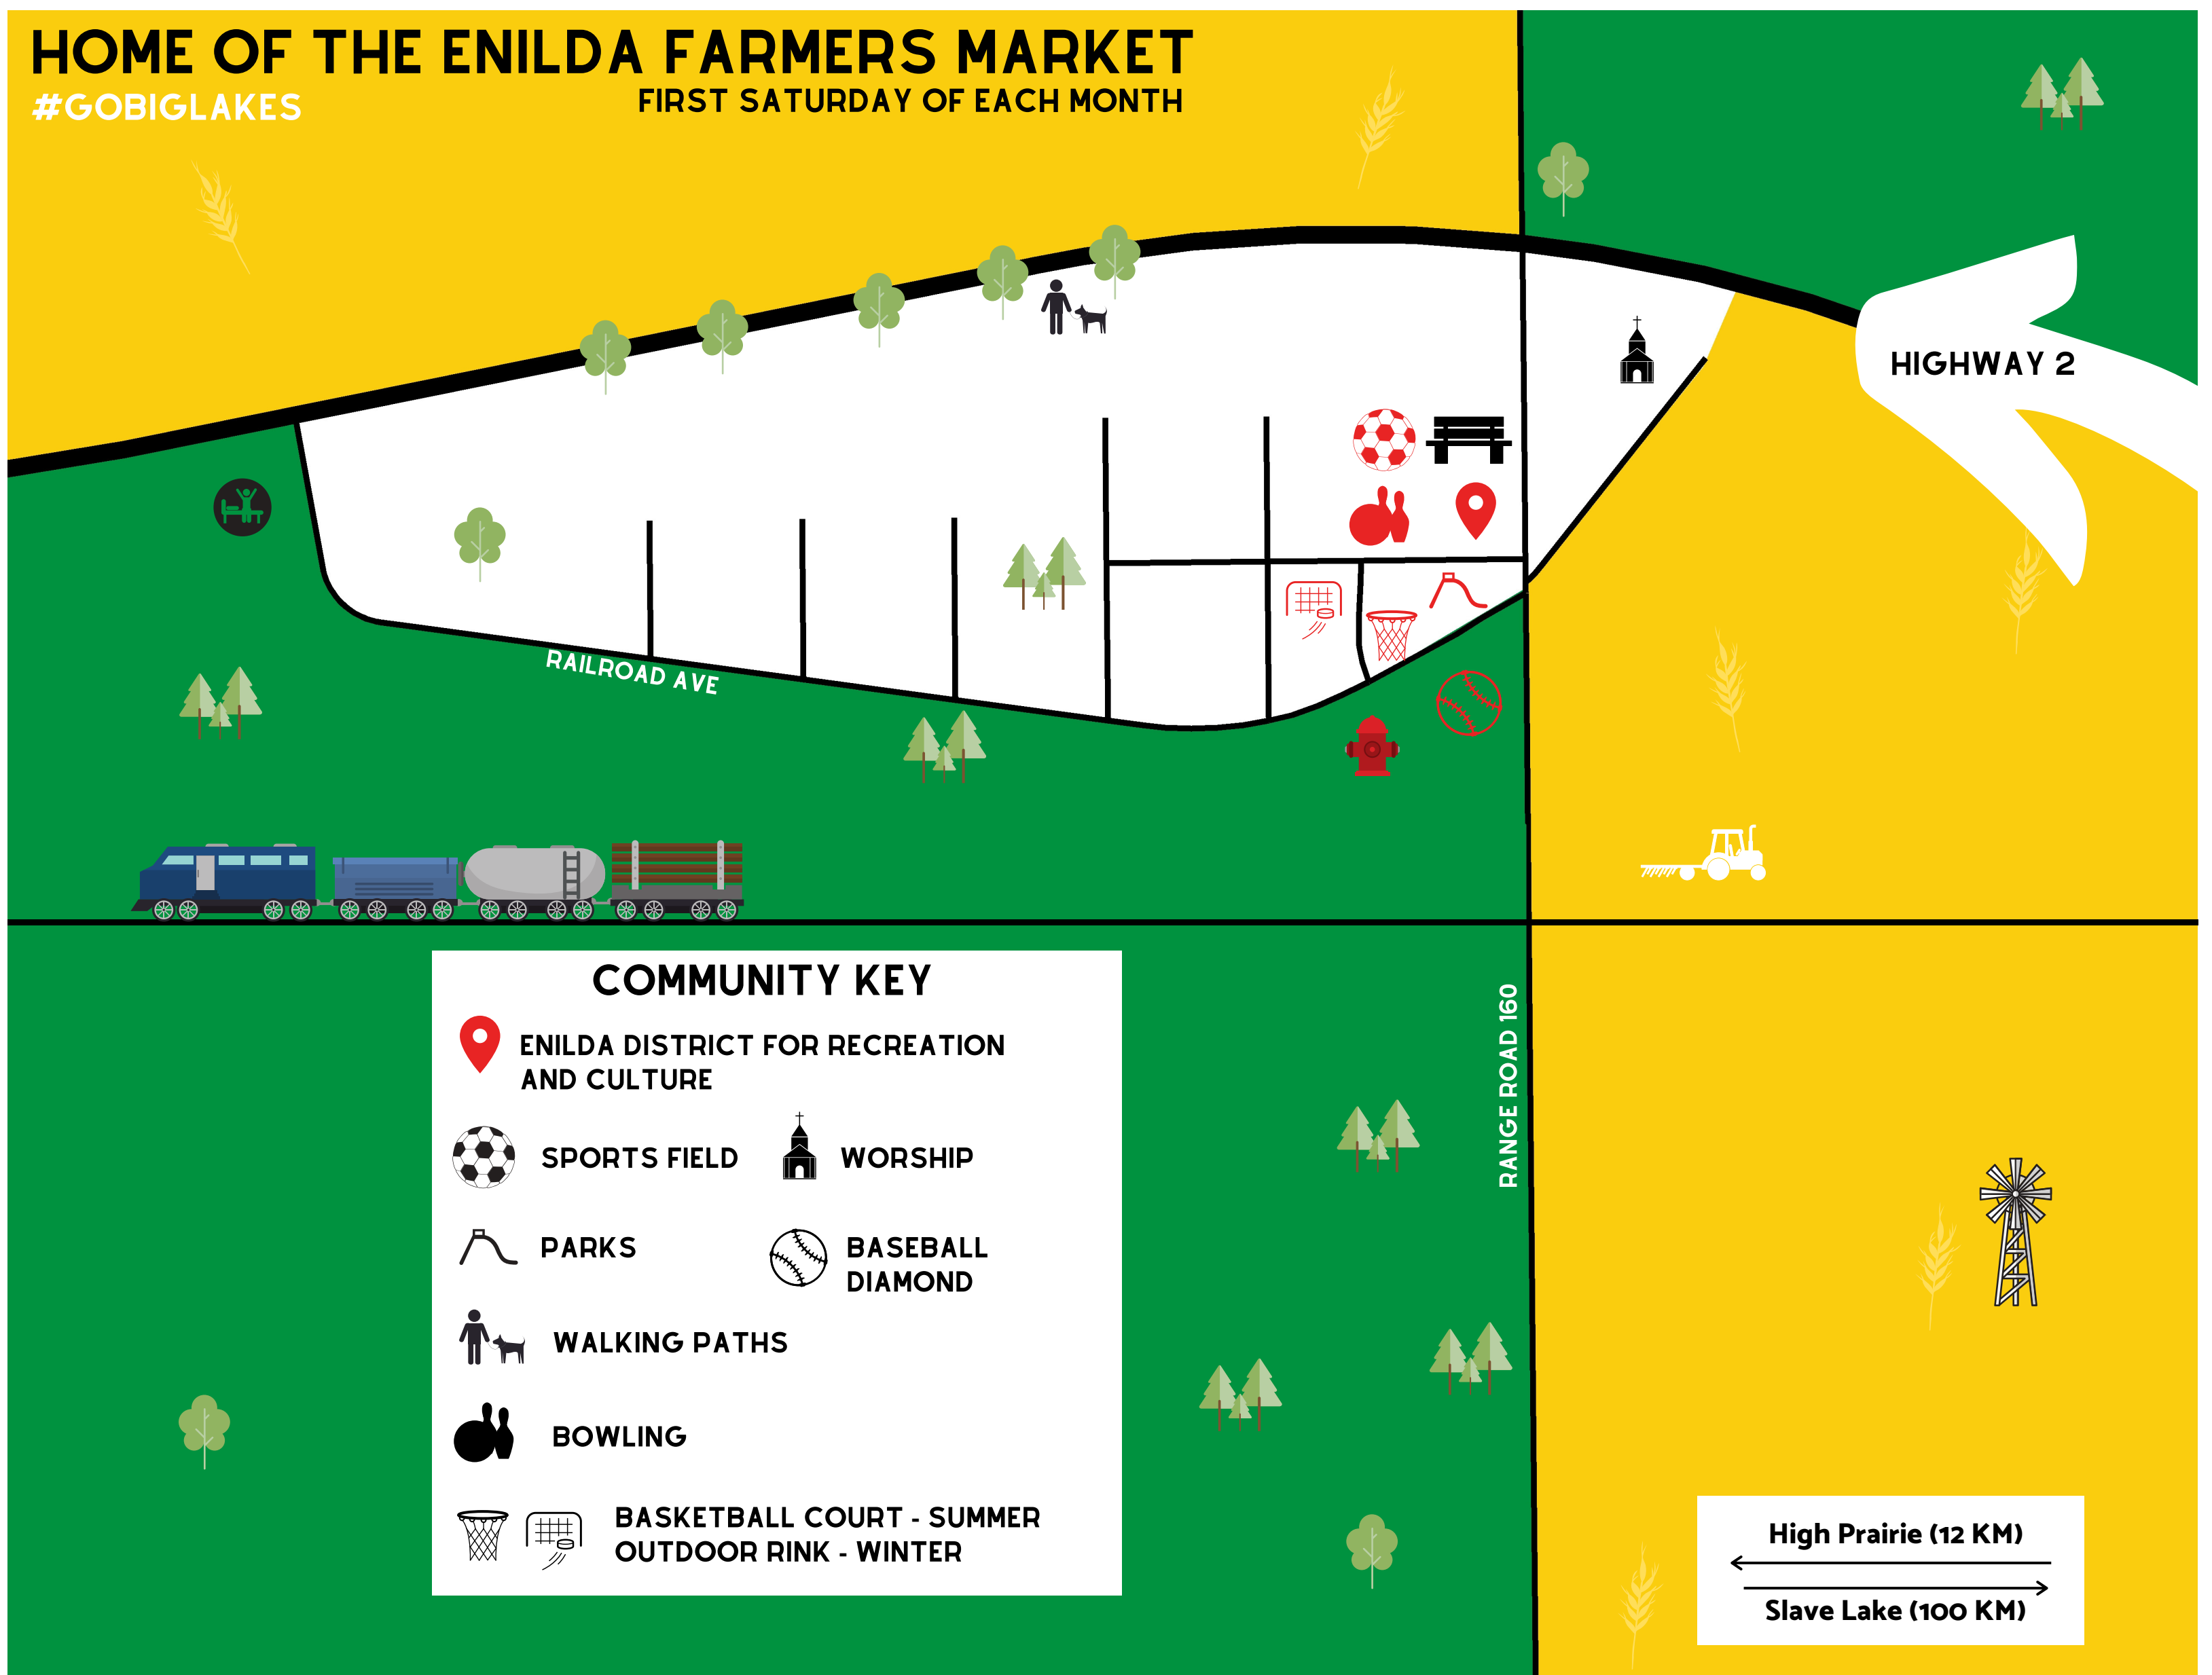 HOME OF THE ENILDA FARMERS MARKET
#GOBIGLAKES
FIRST SATURDAY OF EACH MONTH
HIGHWAY 2
RAILROAD AVE
COMMUNITY KEY
ENILDA DISTRICT FOR RECREATION
AND CULTURE
SPORTS FIELD
WORSHIP
PARKS
BASEBALL
DIAMOND
WALKING PATHS
BOWLING
BASKETBALL COURT - SUMMER
OUTDOOR RINK - WINTER
RANGE ROAD 160
High Prairie (12 KM)
Slave Lake (100 KM)